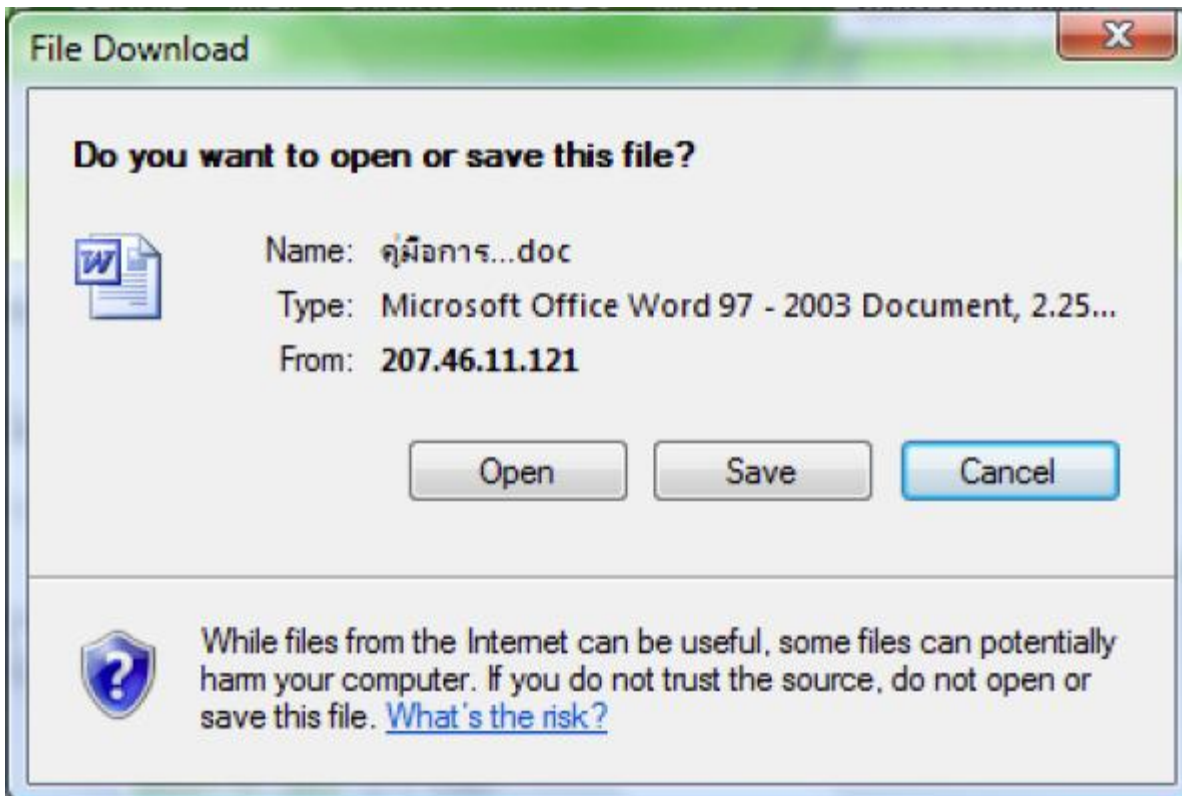 File Download
Do you want to open or save this file?
Name: คู่มือการ...doc
Type: Microsoft Office Word 97 - 2003 Document, 2.25...
From: 207.46.11.121
Open Save Cancel
While files from the Internet can be useful, some files can potentially
harm your computer. If you do not trust the source, do not open or
save this file. What's the risk?